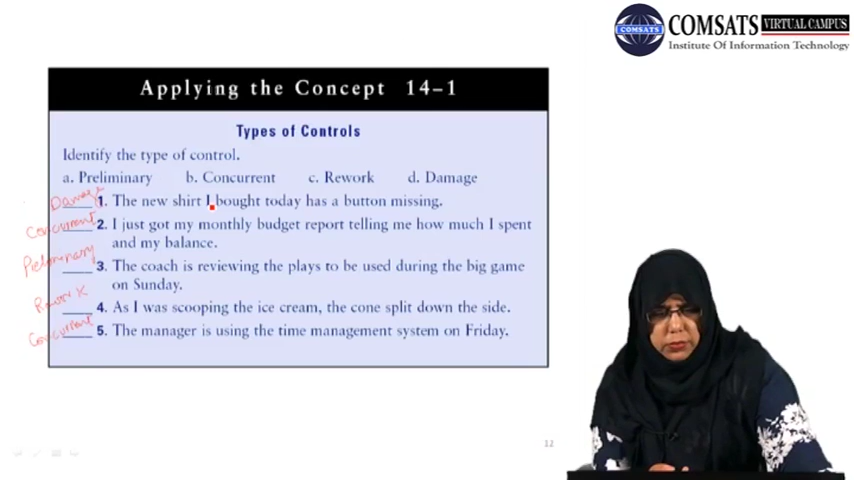 COMSATS
COMSATS VIRTUAL CAMPUS
Institute Of Information Technology
Applying the Concept 14-1
Types of Controls
Identify the type of control.
a. Preliminary b. Concurrent c. Rework d. Damage
Damage 1. The new shirt I bought today has a button missing.
Concurrent 2. I just got my monthly budget report telling me how much I spent
and my balance.
Preliminary 3. The coach is reviewing the plays to be used during the big game
on Sunday.
Rework 4. As I was scooping the ice cream, the cone split down the side.
Concurrent 5. The manager is using the time management system on Friday.
12